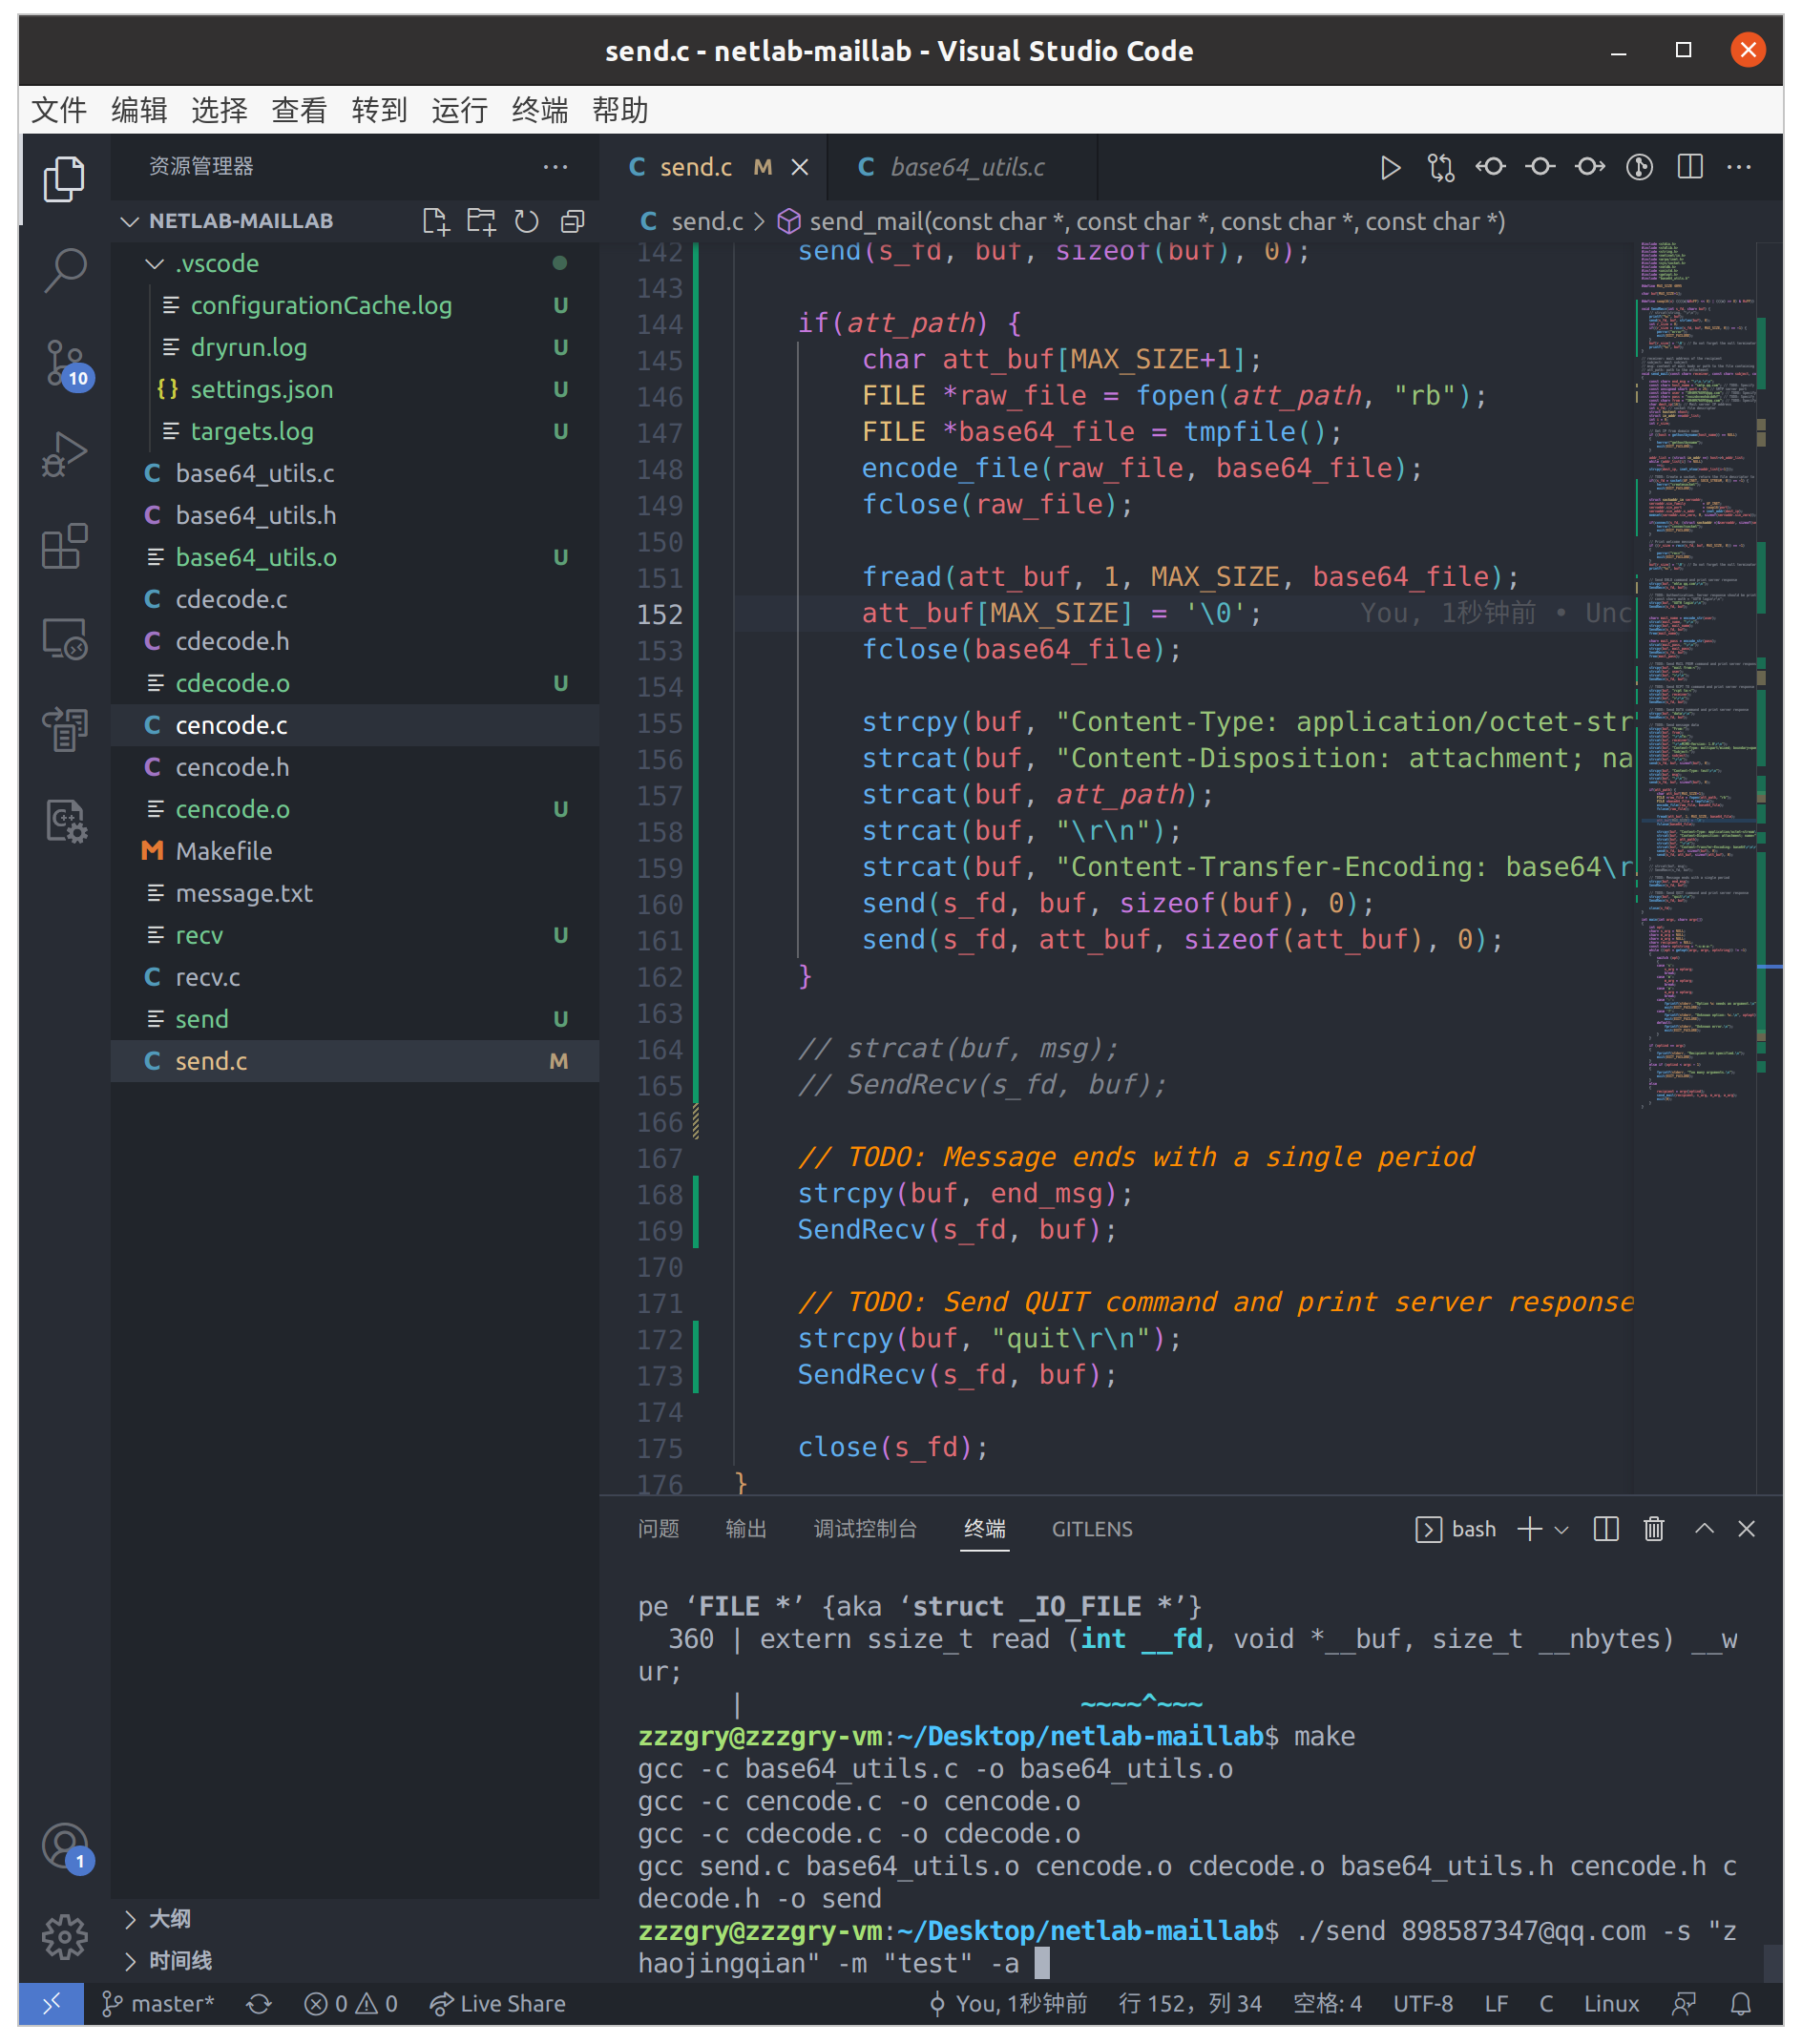 send.c - netlab-maillab - Visual Studio Code
文件 编辑 选择 查看 转到 运行 终端 帮助
资源管理器
NETLAB-MAILLAB
.vscode
configurationCache.log U
dryrun.log U
settings.json U
targets.log U
C base64_utils.c
C base64_utils.h
base64_utils.o U
C cdecode.c
C cdecode.h
cdecode.o U
C cencode.c
C cencode.h
cencode.o U
M Makefile
message.txt
recv U
C recv.c
send U
C send.c M
大纲
时间线
10
1
C send.c M
C base64_utils.c
C send.c > send_mail(const char *, const char *, const char *, const char *)
142 send(s_fd, buf, sizeof(buf), 0);
143
144 if(att_path) {
145 char att_buf[MAX_SIZE+1];
146 FILE *raw_file = fopen(att_path, "rb");
147 FILE *base64_file = tmpfile();
148 encode_file(raw_file, base64_file);
149 fclose(raw_file);
150
151 fread(att_buf, 1, MAX_SIZE, base64_file);
152 att_buf[MAX_SIZE] = '\0'; You, 1秒钟前 • Unc
153 fclose(base64_file);
154
155 strcpy(buf, "Content-Type: application/octet-str
156 strcat(buf, "Content-Disposition: attachment; na
157 strcat(buf, att_path);
158 strcat(buf, "\r\n");
159 strcat(buf, "Content-Transfer-Encoding: base64\r
160 send(s_fd, buf, sizeof(buf), 0);
161 send(s_fd, att_buf, sizeof(att_buf), 0);
162 }
163
164 // strcat(buf, msg);
165 // SendRecv(s_fd, buf);
166
167 // TODO: Message ends with a single period
168 strcpy(buf, end_msg);
169 SendRecv(s_fd, buf);
170
171 // TODO: Send QUIT command and print server response
172 strcpy(buf, "quit\r\n");
173 SendRecv(s_fd, buf);
174
175 close(s_fd);
176 }
问题 输出 调试控制台 终端 GITLENS
bash
pe ‘FILE *’ {aka ‘struct _IO_FILE *’}
360 | extern ssize_t read (int __fd, void *__buf, size_t __nbytes) __w
ur;
| ~~~~^~~~
zzzgry@zzzgry-vm:~/Desktop/netlab-maillab$ make
gcc -c base64_utils.c -o base64_utils.o
gcc -c cencode.c -o cencode.o
gcc -c cdecode.c -o cdecode.o
gcc send.c base64_utils.o cencode.o cdecode.o base64_utils.h cencode.h c
decode.h -o send
zzzgry@zzzgry-vm:~/Desktop/netlab-maillab$ ./send 898587347@qq.com -s "z
haojingqian" -m "test" -a
master* 0 0 Live Share You, 1秒钟前 行 152，列 34 空格: 4 UTF-8 LF C Linux